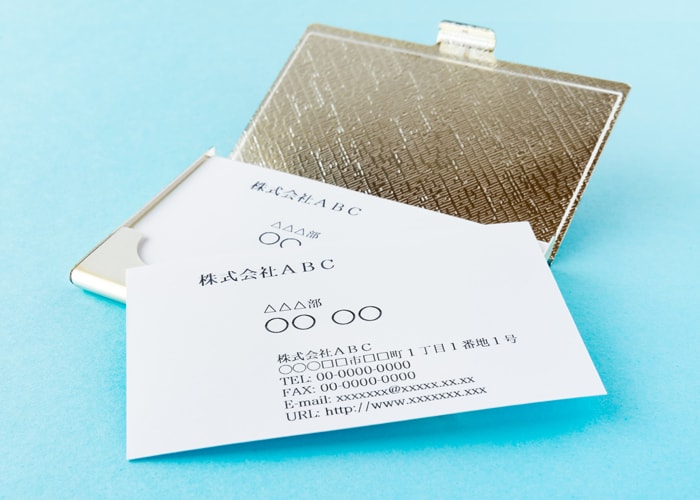 株式会社ＡＢＣ
△△△部
株式会社ＡＢＣ
△△△部
○○ ○○
株式会社ＡＢＣ
○○○□□市□□町１丁目１番地１号
TEL: 00-0000-0000
FAX: 00-0000-0000
E-mail: xxxxxxx@xxxxx.xx.xx
URL: http://www.xxxxxxx.xxx